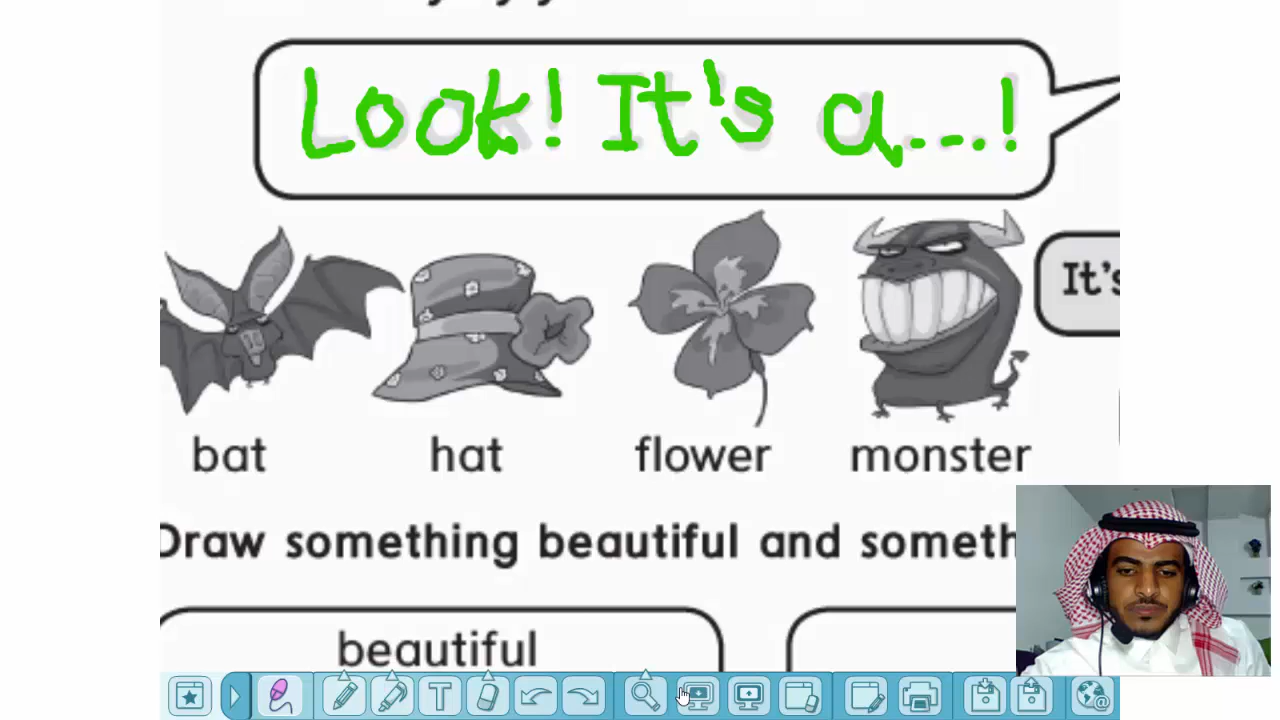 Look! It's a...!
It's
bat hat flower monster
Draw something beautiful and someth
beautiful
T